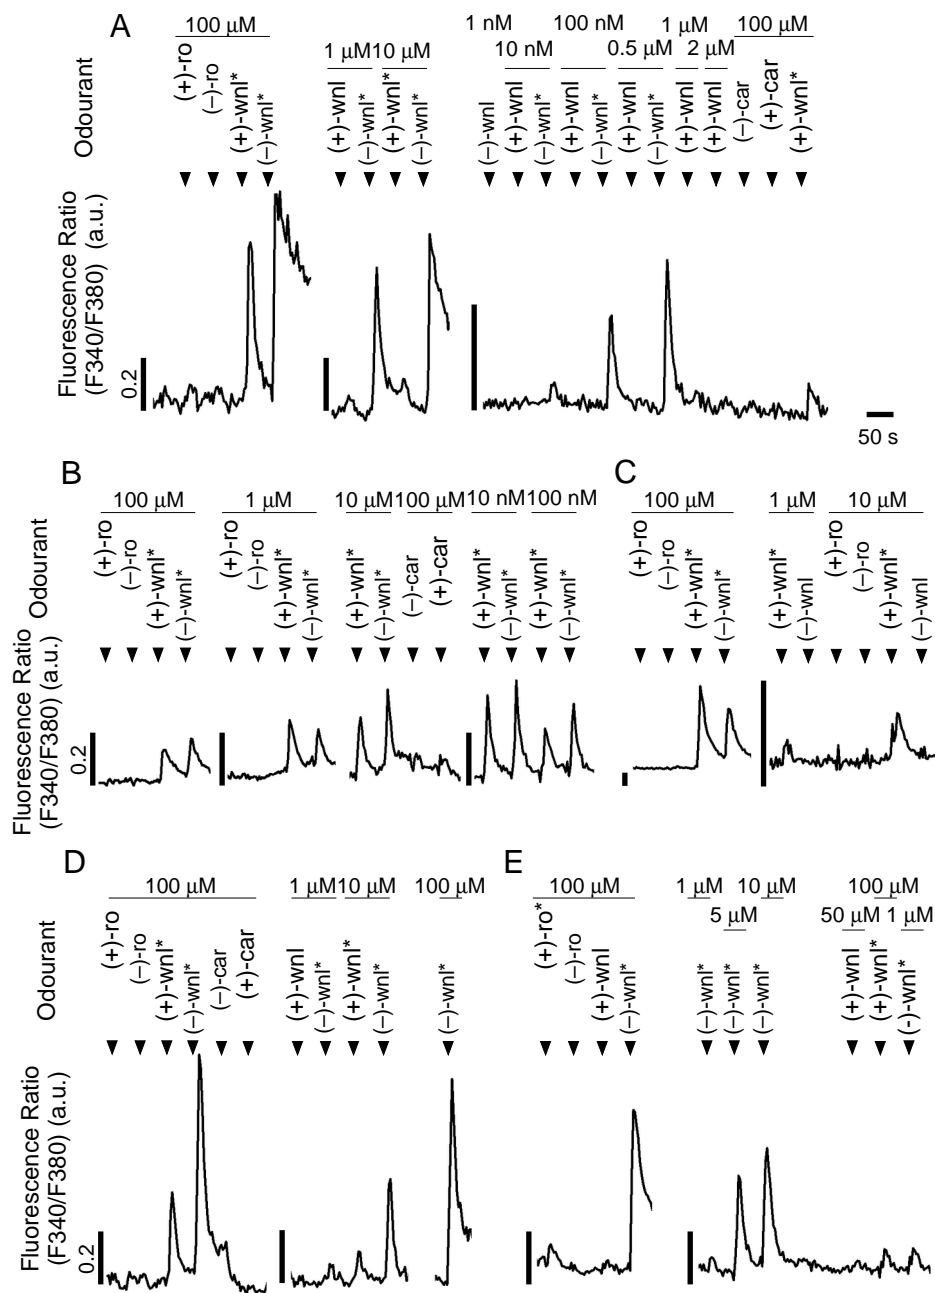 A
100 µM
1 µM
10 µM
1 nM
10 nM
100 nM
0.5 µM
1 µM
2 µM
100 µM
Odourant
(+)-ro
(–)-ro
(+)-wnl*
(–)-wnl*
(+)-wnl
(–)-wnl*
(+)-wnl*
(–)-wnl*
(–)-wnl
(+)-wnl
(–)-wnl*
(+)-wnl
(–)-wnl*
(+)-wnl
(–)-wnl*
(+)-wnl
(+)-wnl
(–)-car
(+)-car
(+)-wnl*
Fluorescence Ratio
(F340/F380) (a.u.)
0.2
50 s
B
100 µM
1 µM
10 µM
100 µM
10 nM
100 nM
Odourant
(+)-ro
(–)-ro
(+)-wnl*
(–)-wnl*
(+)-ro
(–)-ro
(+)-wnl*
(–)-wnl*
(+)-wnl*
(–)-wnl*
(–)-car
(+)-car
(+)-wnl*
(–)-wnl*
(+)-wnl*
(–)-wnl*
Fluorescence Ratio
(F340/F380) (a.u.)
0.2
C
100 µM
1 µM
10 µM
(+)-ro
(–)-ro
(+)-wnl*
(–)-wnl*
(+)-wnl*
(–)-wnl
(+)-ro
(–)-ro
(+)-wnl*
(–)-wnl
D
100 µM
1 µM
10 µM
100 µM
Odourant
(+)-ro
(–)-ro
(+)-wnl*
(–)-wnl*
(–)-car
(+)-car
(+)-wnl
(–)-wnl*
(+)-wnl*
(–)-wnl*
(–)-wnl*
Fluorescence Ratio
(F340/F380) (a.u.)
0.2
E
100 µM
1 µM
5 µM
10 µM
50 µM
100 µM
1 µM
(+)-ro*
(–)-ro
(+)-wnl
(–)-wnl*
(–)-wnl*
(–)-wnl*
(–)-wnl*
(+)-wnl
(+)-wnl*
(-)-wnl*